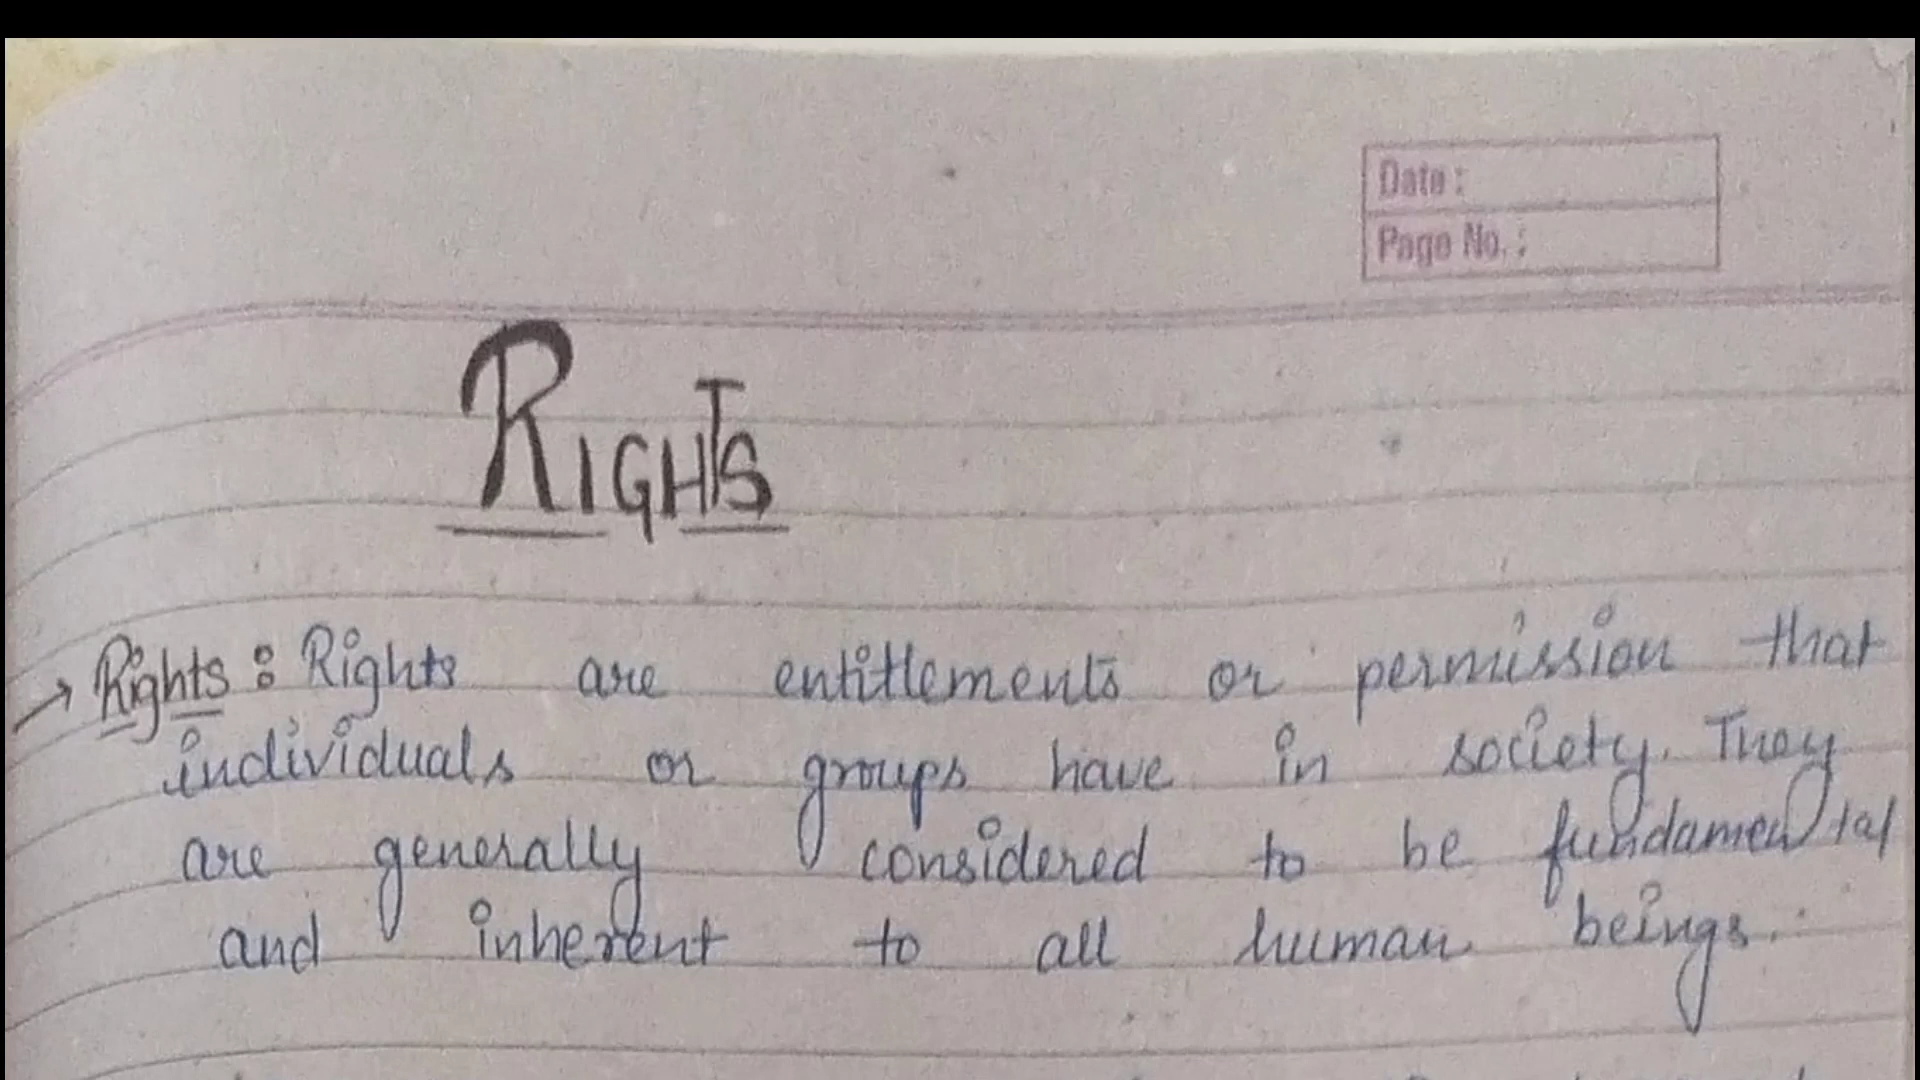 Date :
Page No. :
RIGHTS
→ Rights : Rights are entitlements or permission that
individuals or groups have in society. They
are generally considered to be fundamental
and inherent to all human beings.